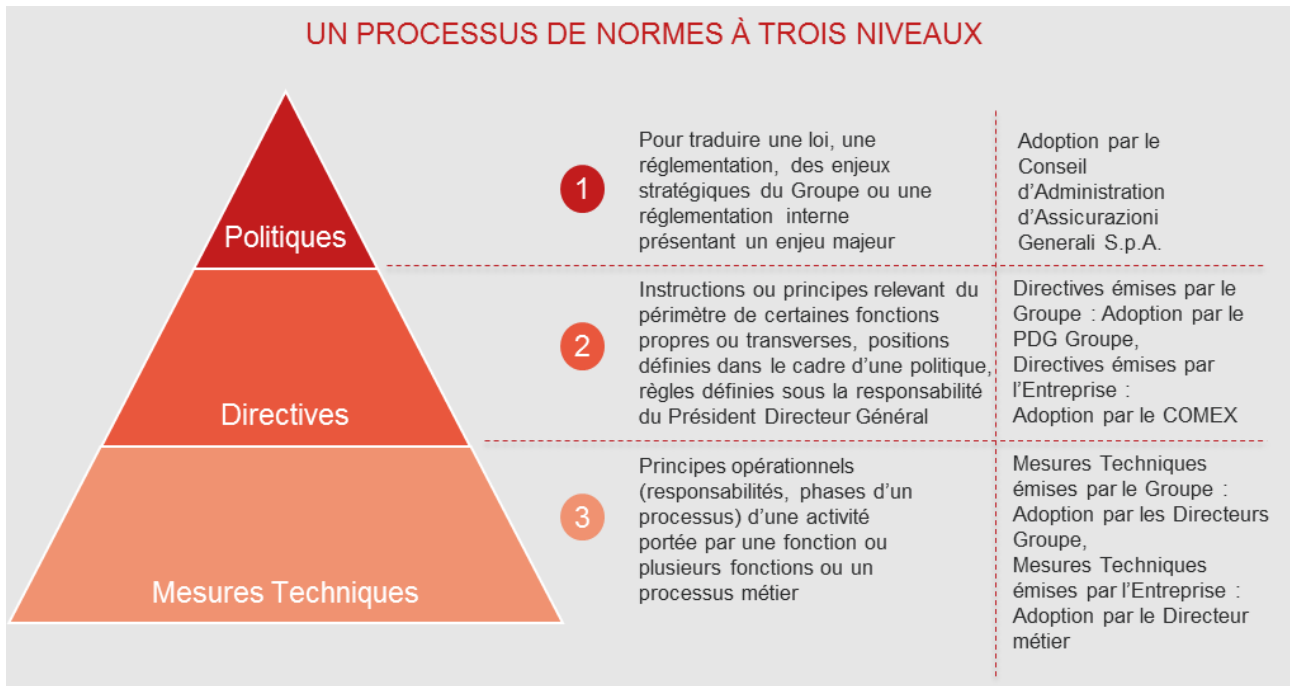 UN PROCESSUS DE NORMES À TROIS NIVEAUX
Politiques
1
Pour traduire une loi, une
réglementation, des enjeux
stratégiques du Groupe ou une
réglementation interne
présentant un enjeu majeur
Adoption par le
Conseil
d’Administration
d’Assicurazioni
Generali S.p.A.
Directives
2
Instructions ou principes relevant du
périmètre de certaines fonctions
propres ou transverses, positions
définies dans le cadre d’une politique,
règles définies sous la responsabilité
du Président Directeur Général
Directives émises par le
Groupe : Adoption par le
PDG Groupe,
Directives émises par
l’Entreprise :
Adoption par le COMEX
Mesures Techniques
3
Principes opérationnels
(responsabilités, phases d’un
processus) d’une activité
portée par une fonction ou
plusieurs fonctions ou un
processus métier
Mesures Techniques
émises par le Groupe :
Adoption par les Directeurs
Groupe,
Mesures Techniques
émises par l’Entreprise :
Adoption par le Directeur
métier